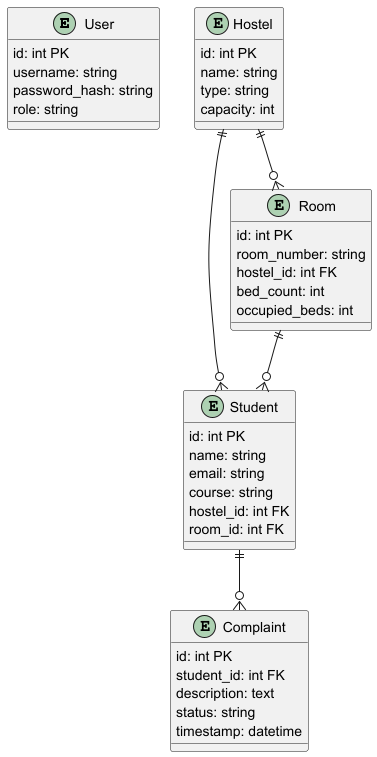 E User
id: int PK
username: string
password_hash: string
role: string
E Hostel
id: int PK
name: string
type: string
capacity: int
E Room
id: int PK
room_number: string
hostel_id: int FK
bed_count: int
occupied_beds: int
E Student
id: int PK
name: string
email: string
course: string
hostel_id: int FK
room_id: int FK
E Complaint
id: int PK
student_id: int FK
description: text
status: string
timestamp: datetime